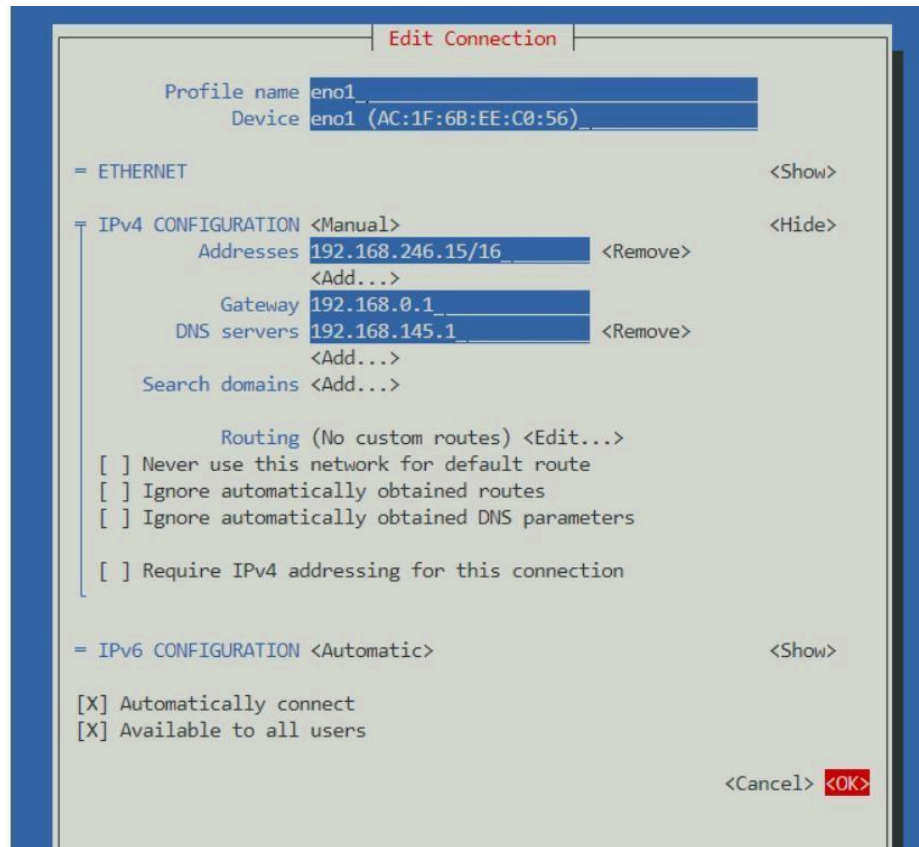 Edit Connection
Profile name eno1
Device eno1 (AC:1F:6B:EE:C0:56)
= ETHERNET <Show>
IPv4 CONFIGURATION <Manual> <Hide>
Addresses 192.168.246.15/16 <Remove>
<Add...>
Gateway 192.168.0.1
DNS servers 192.168.145.1 <Remove>
<Add...>
Search domains <Add...>
Routing (No custom routes) <Edit...>
[ ] Never use this network for default route
[ ] Ignore automatically obtained routes
[ ] Ignore automatically obtained DNS parameters
[ ] Require IPv4 addressing for this connection
= IPv6 CONFIGURATION <Automatic> <Show>
[X] Automatically connect
[X] Available to all users
<Cancel> <OK>